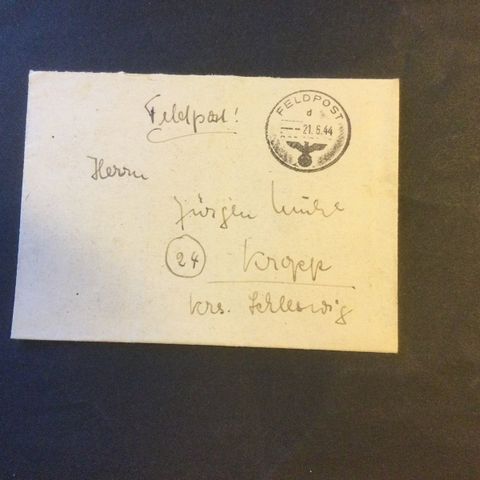 Feldpost!
FELDPOST
d
21.6.44
Herrn
Jürgen
24
Kropp
Krs. Schleswig